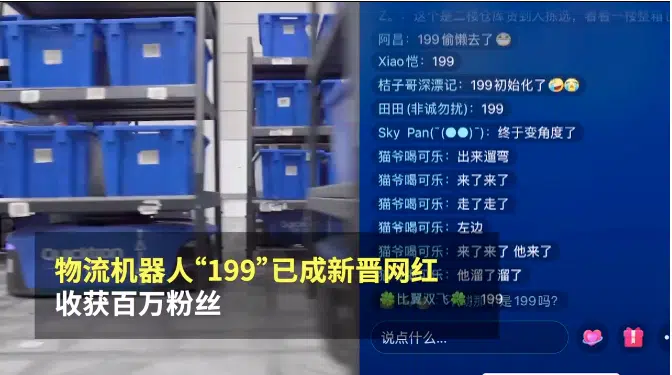 阿昌：199偷懒去了😁
Xiao恺：199
桔子哥深漂记：199初始化了🤣😭
田田(非诚勿扰)：199
Sky Pan(¯(●●)¯)：终于变角度了
猫爷喝可乐：出来遛弯
猫爷喝可乐：来了来了
猫爷喝可乐：走了走了
猫爷喝可乐：左边
猫爷喝可乐：来了来了 他来了
猫爷喝可乐：他溜了溜了
🍀比翼双飞🍀：199
是199吗?
物流机器人“199”已成新晋网红
收获百万粉丝
说点什么...